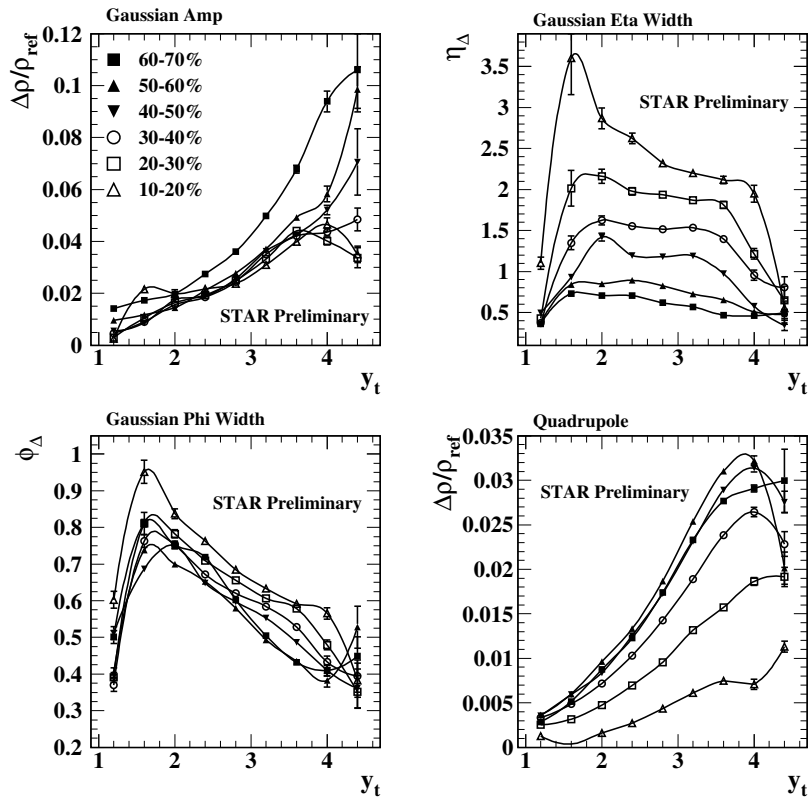 Gaussian Amp
Δρ/ρref
0.12
0.1
0.08
0.06
0.04
0.02
0
60-70%
50-60%
40-50%
30-40%
20-30%
10-20%
STAR Preliminary
1 2 3 4
yt
Gaussian Eta Width
ηΔ
3.5
3
2.5
2
1.5
1
0.5
STAR Preliminary
1 2 3 4
yt
Gaussian Phi Width
ϕΔ
1
0.9
0.8
0.7
0.6
0.5
0.4
0.3
0.2
STAR Preliminary
1 2 3 4
yt
Quadrupole
Δρ/ρref
0.035
0.03
0.025
0.02
0.015
0.01
0.005
0
STAR Preliminary
1 2 3 4
yt